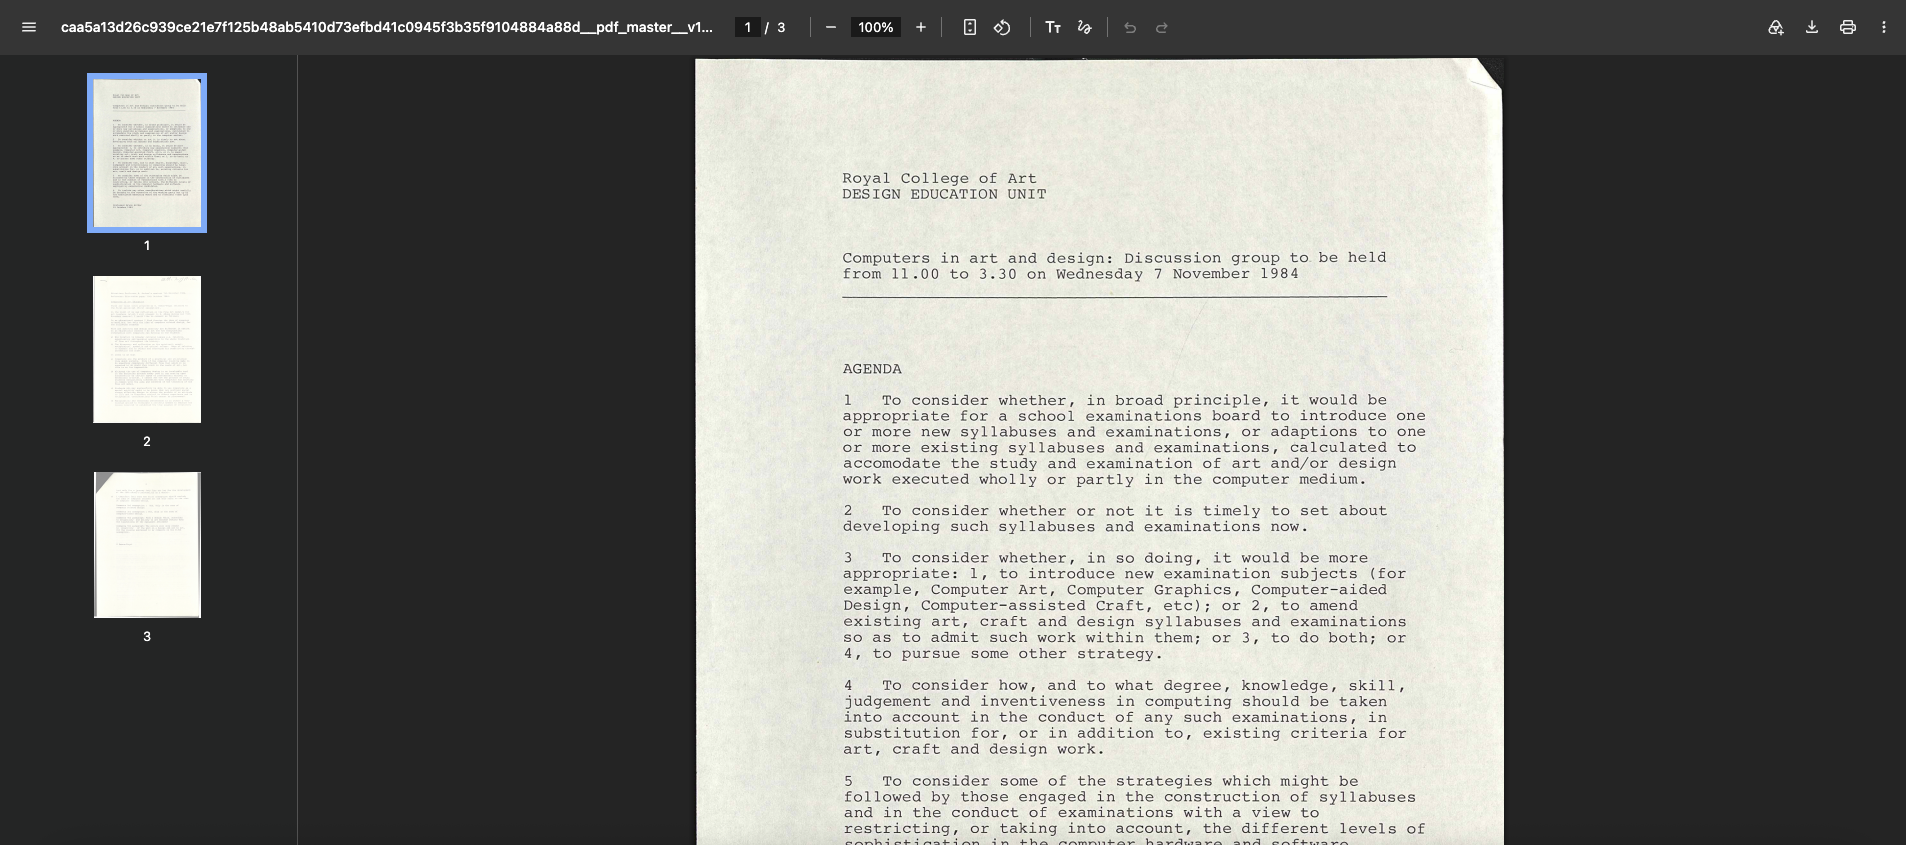 caa5a13d26c939ce21e7f125b48ab5410d73efbd41c0945f3b35f9104884a88d__pdf_master__v1...
1 / 3
100%
1
2
3
Royal College of Art
DESIGN EDUCATION UNIT
Computers in art and design: Discussion group to be held
from 11.00 to 3.30 on Wednesday 7 November 1984
AGENDA
1 To consider whether, in broad principle, it would be
appropriate for a school examinations board to introduce one
or more new syllabuses and examinations, or adaptions to one
or more existing syllabuses and examinations, calculated to
accomodate the study and examination of art and/or design
work executed wholly or partly in the computer medium.
2 To consider whether or not it is timely to set about
developing such syllabuses and examinations now.
3 To consider whether, in so doing, it would be more
appropriate: 1, to introduce new examination subjects (for
example, Computer Art, Computer Graphics, Computer-aided
Design, Computer-assisted Craft, etc); or 2, to amend
existing art, craft and design syllabuses and examinations
so as to admit such work within them; or 3, to do both; or
4, to pursue some other strategy.
4 To consider how, and to what degree, knowledge, skill,
judgement and inventiveness in computing should be taken
into account in the conduct of any such examinations, in
substitution for, or in addition to, existing criteria for
art, craft and design work.
5 To consider some of the strategies which might be
followed by those engaged in the construction of syllabuses
and in the conduct of examinations with a view to
restricting, or taking into account, the different levels of
sophistication in the computer hardware and software